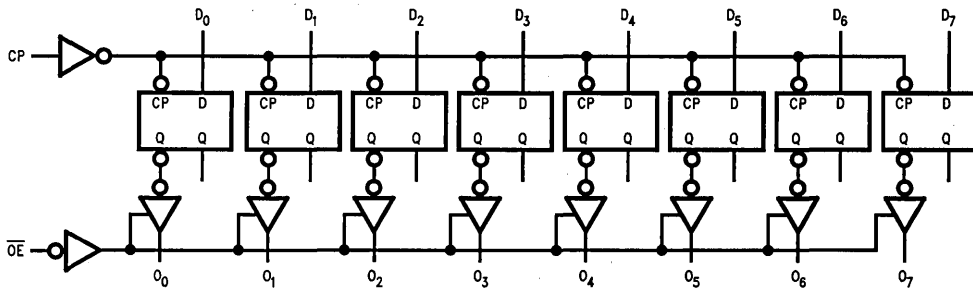 D0 D1 D2 D3 D4 D5 D6 D7
CP
CP D CP D CP D CP D CP D CP D CP D CP D
Q Q Q Q Q Q Q Q Q Q Q Q Q Q Q Q
OE
O0 O1 O2 O3 O4 O5 O6 O7